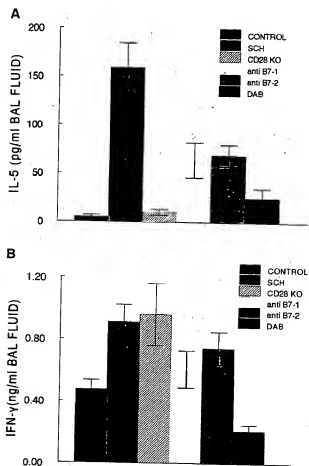 A
IL-5 (pg/ml BAL FLUID)
200
150
100
50
0
CONTROL
SCH
CD28 KO
anti B7-1
anti B7-2
DAB
B
IFN-γ(ng/ml BAL FLUID)
1.20
0.80
0.40
0.00
CONTROL
SCH
CD28 KO
anti B7-1
anti B7-2
DAB